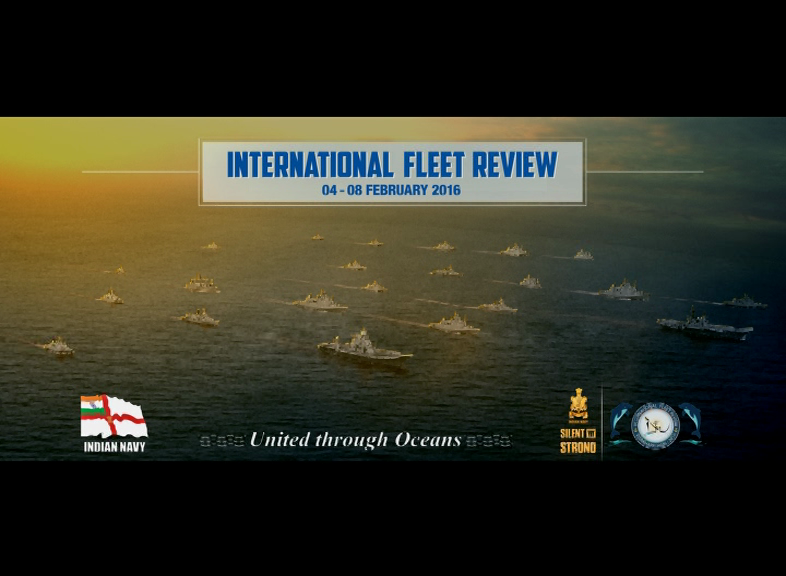 INTERNATIONAL FLEET REVIEW
04 - 08 FEBRUARY 2016
United through Oceans
INDIAN NAVY
SILENT
STRONG